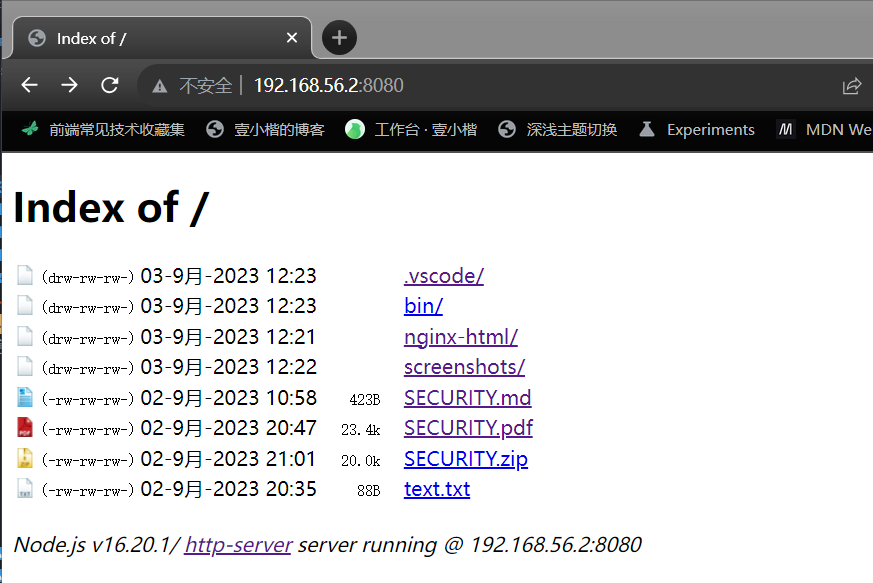 Index of /
不安全 | 192.168.56.2:8080
前端常见技术收藏集 壹小楷的博客 工作台 · 壹小楷 深浅主题切换 Experiments MDN We
Index of /
(drw-rw-rw-) 03-9月-2023 12:23 .vscode/
(drw-rw-rw-) 03-9月-2023 12:23 bin/
(drw-rw-rw-) 03-9月-2023 12:21 nginx-html/
(drw-rw-rw-) 03-9月-2023 12:22 screenshots/
(-rw-rw-rw-) 02-9月-2023 10:58 423B SECURITY.md
(-rw-rw-rw-) 02-9月-2023 20:47 23.4k SECURITY.pdf
(-rw-rw-rw-) 02-9月-2023 21:01 20.0k SECURITY.zip
(-rw-rw-rw-) 02-9月-2023 20:35 88B text.txt
Node.js v16.20.1/ http-server server running @ 192.168.56.2:8080